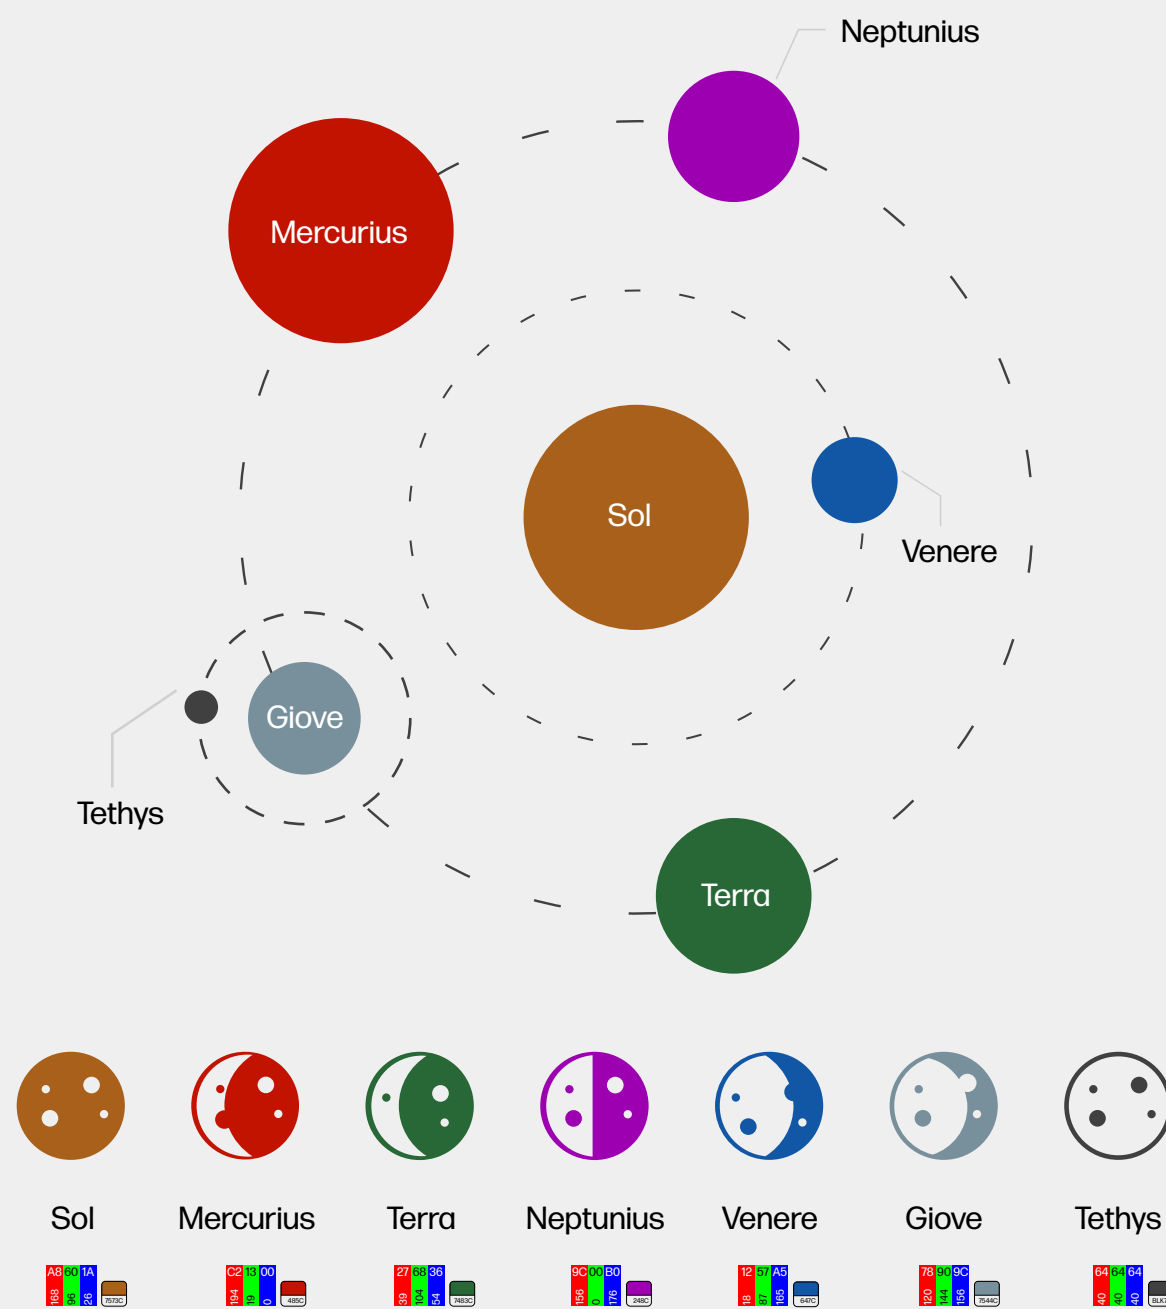 Neptunius
Mercurius
Sol
Venere
Giove
Tethys
Terra
Sol Mercurius Terra Neptunius Venere Giove Tethys
A8 60 1A C2 13 00 27 68 36 9C 00 B0 12 57 A5 78 90 9C 64 64 64
168 96 26 7573C 194 19 0 485C 39 104 54 7483C 156 0 176 248C 18 87 165 647C 120 144 156 7544C 40 40 40